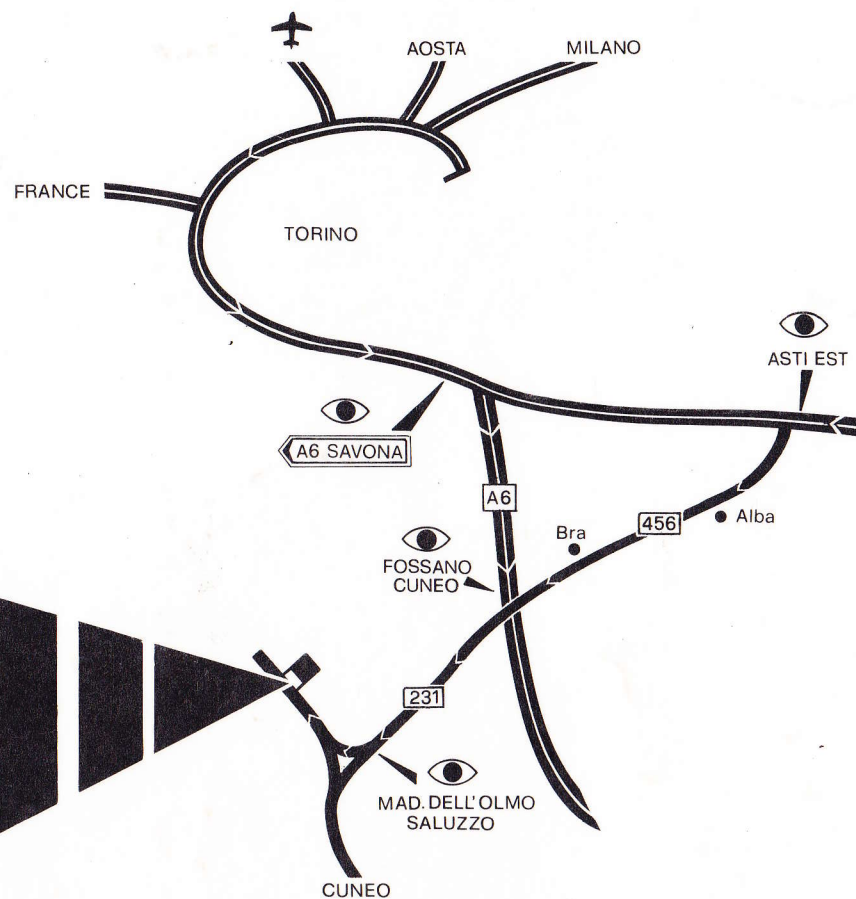 AOSTA
MILANO
FRANCE
TORINO
ASTI EST
A6 SAVONA
A6
456
Alba
Bra
FOSSANO
CUNEO
231
MAD. DELL'OLMO
SALUZZO
CUNEO